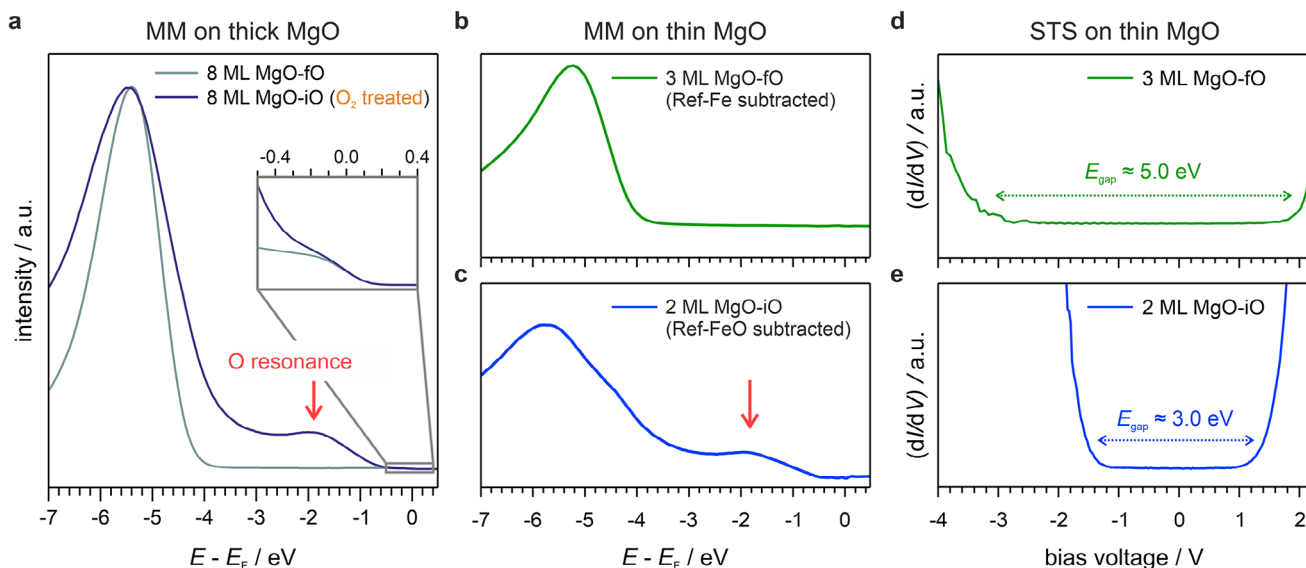 a
MM on thick MgO
8 ML MgO-fO
8 ML MgO-iO (O₂ treated)
-0.4 0.0 0.4
O resonance
intensity / a.u.
-7 -6 -5 -4 -3 -2 -1 0
E - E_F / eV
b
MM on thin MgO
3 ML MgO-fO
(Ref-Fe subtracted)
c
2 ML MgO-iO
(Ref-FeO subtracted)
-7 -6 -5 -4 -3 -2 -1 0
E - E_F / eV
d
STS on thin MgO
3 ML MgO-fO
E_gap ≈ 5.0 eV
(dI/dV) / a.u.
e
2 ML MgO-iO
E_gap ≈ 3.0 eV
(dI/dV) / a.u.
-4 -3 -2 -1 0 1 2
bias voltage / V